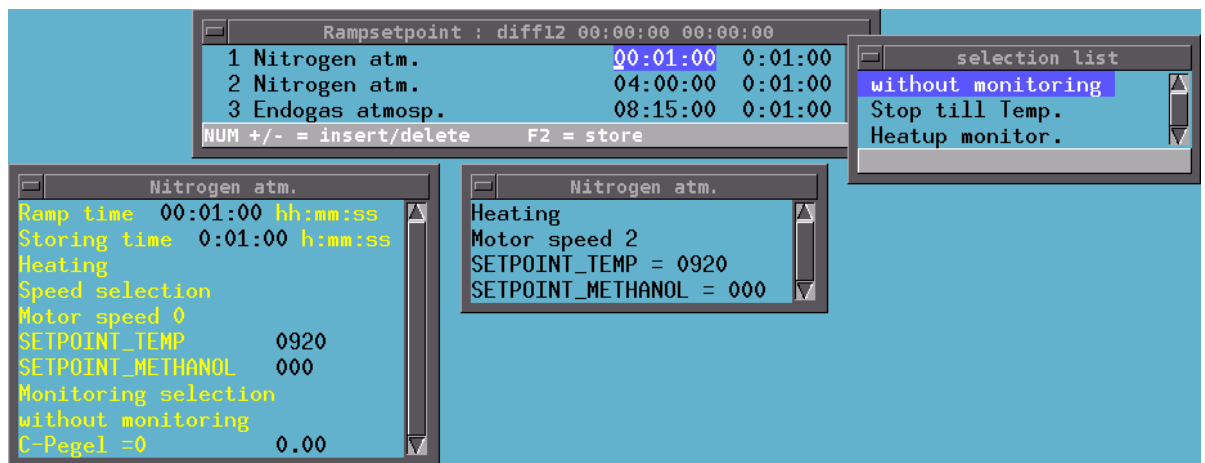 Rampsetpoint : diff12 00:00:00 00:00:00
1 Nitrogen atm. 00:01:00 0:01:00
2 Nitrogen atm. 04:00:00 0:01:00
3 Endogas atmosp. 08:15:00 0:01:00
NUM +/- = insert/delete F2 = store
selection list
without monitoring
Stop till Temp.
Heatup monitor.
Nitrogen atm.
Ramp time 00:01:00 hh:mm:ss
Storing time 0:01:00 h:mm:ss
Heating
Speed selection
Motor speed 0
SETPOINT_TEMP 0920
SETPOINT_METHANOL 000
Monitoring selection
without monitoring
C-Pegel =0 0.00
Nitrogen atm.
Heating
Motor speed 2
SETPOINT_TEMP = 0920
SETPOINT_METHANOL = 000